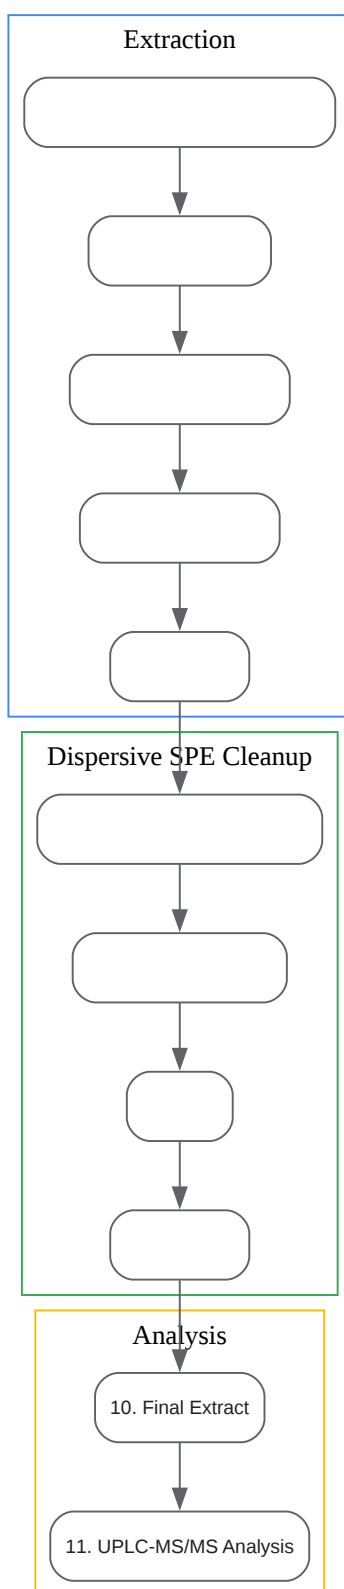 Extraction
Dispersive SPE Cleanup
Analysis
10. Final Extract
11. UPLC-MS/MS Analysis